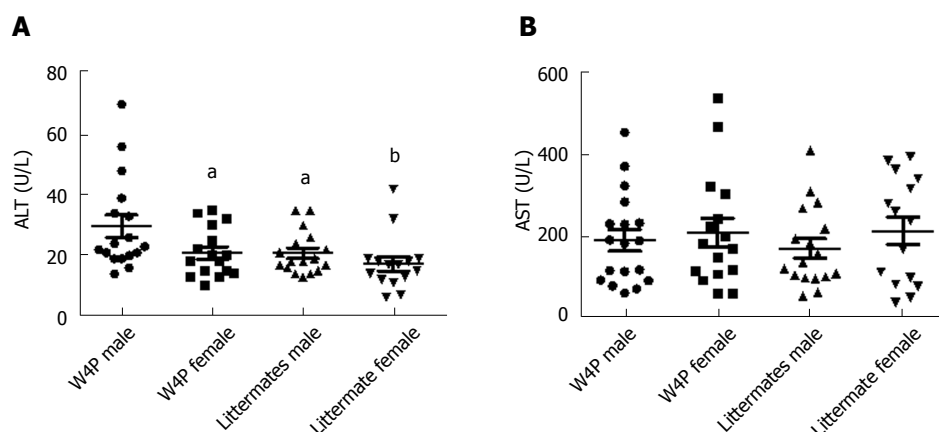 A
ALT (U/L)
80
60
40
20
0
a
a
b
W4P male
W4P female
Littermates male
Littermate female
B
AST (U/L)
600
400
200
0
W4P male
W4P female
Littermates male
Littermate female